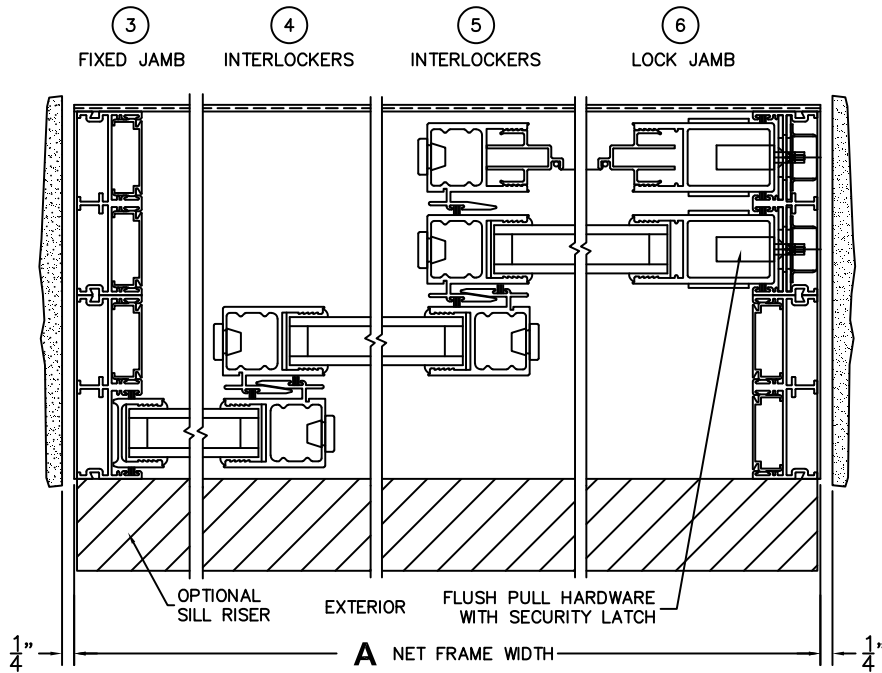 3 4 5 6
FIXED JAMB INTERLOCKERS INTERLOCKERS LOCK JAMB
OPTIONAL
SILL RISER
EXTERIOR
FLUSH PULL HARDWARE
WITH SECURITY LATCH
1/4" A NET FRAME WIDTH 1/4"